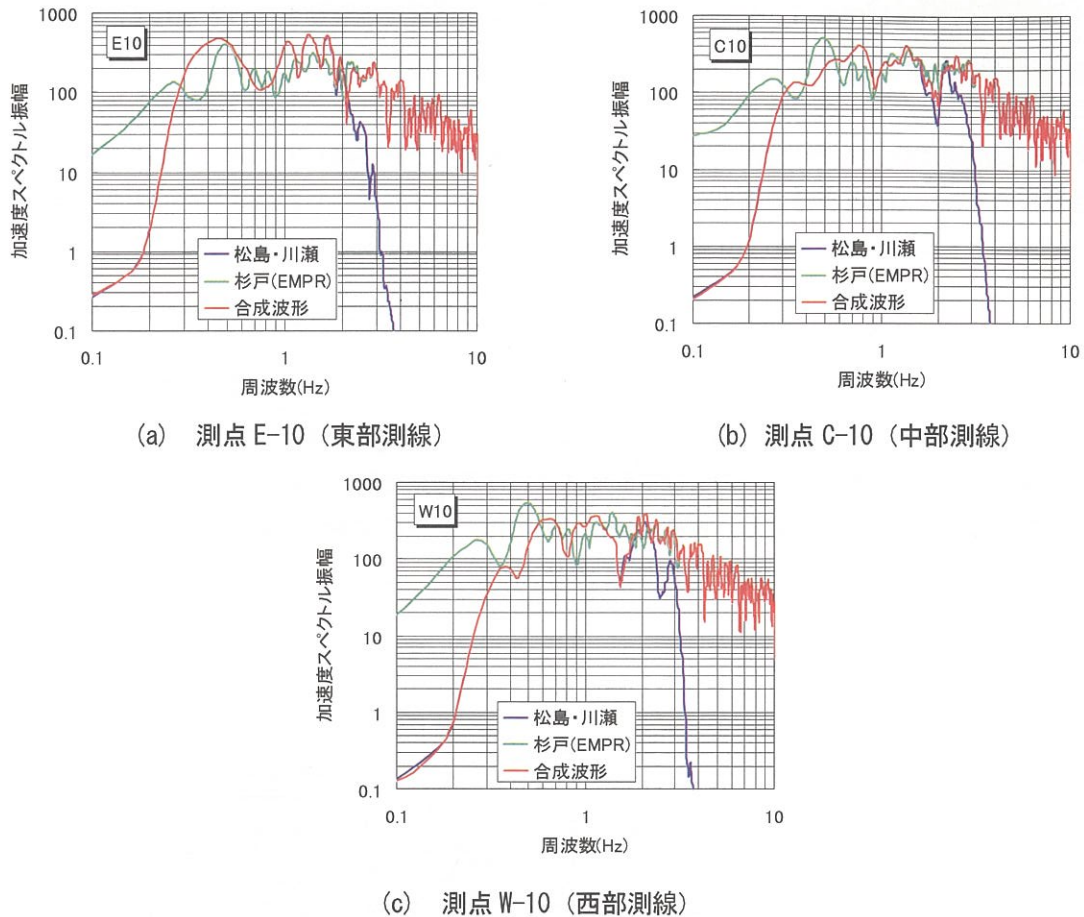 E10
加速度スペクトル振幅
1000
100
10
1
0.1
松島・川瀬
杉戸(EMPR)
合成波形
0.1
1
10
周波数(Hz)
(a) 測点 E-10 (東部測線)
C10
加速度スペクトル振幅
1000
100
10
1
0.1
松島・川瀬
杉戸(EMPR)
合成波形
0.1
1
10
周波数(Hz)
(b) 測点 C-10 (中部測線)
W10
加速度スペクトル振幅
1000
100
10
1
0.1
松島・川瀬
杉戸(EMPR)
合成波形
0.1
1
10
周波数(Hz)
(c) 測点 W-10 (西部測線)